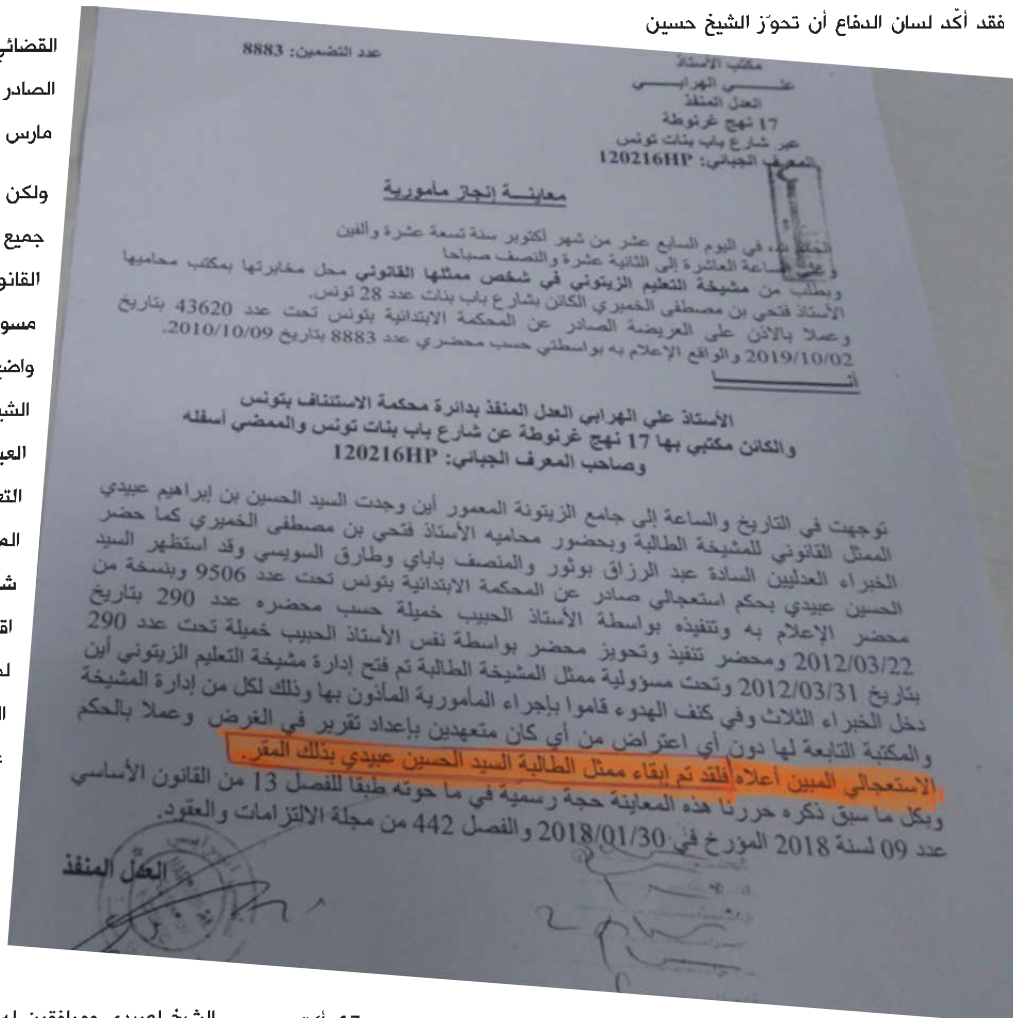 فقد أكّد لسان الدفاع أن تحوّز الشيخ حسين
القضائي
الصادر
مارس
ولكن
جميع
القانو
مسو
واضع
الشي
العب
عدد التضمين: 8883
مكتب الأستاذ
علي الهرابي
العدل المنفذ
17 نهج غرنوطة
عبر شارع باب بنات تونس
المعرف الجبائي: 120216HP
معاينة إنجاز مأمورية
في اليوم السابع عشر من شهر أكتوبر سنة تسعة عشرة وألفين
الساعة العاشرة إلى الثانية عشرة والنصف صباحا
وبطلب من مشيخة التعليم الزيتوني في شخص ممثلها القانوني محل مخابرتها بمكتب محاميها
الأستاذ فتحي بن مصطفى الخميري الكائن بشارع باب بنات عدد 28 تونس.
وعملا بالاذن على العريضة الصادر عن المحكمة الابتدائية بتونس تحت عدد 43620 بتاريخ
2019/10/02 والواقع الإعلام به بواسطتي حسب محضري عدد 8883 بتاريخ 2010/10/09.
أنــــا
الأستاذ علي الهرابي العدل المنفذ بدائرة محكمة الاستئناف بتونس
والكائن مكتبي بها 17 نهج غرنوطة عن شارع باب بنات تونس والممضي أسفله
وصاحب المعرف الجبائي: 120216HP
توجهت في التاريخ والساعة إلى جامع الزيتونة المعمور أين وجدت السيد الحسين بن إبراهيم عبيدي
الممثل القانوني للمشيخة الطالبة وبحضور محاميه الأستاذ فتحي بن مصطفى الخميري كما حضر
الخبراء العدليين السادة عبد الرزاق بوثور والمنصف باباي وطارق السويسي وقد استظهر السيد
الحسين عبيدي بحكم استعجالي صادر عن المحكمة الابتدائية بتونس تحت عدد 9506 وبنسخة من
محضر الإعلام به وتنفيذه بواسطة الأستاذ الحبيب خميلة حسب محضره عدد 290 بتاريخ
2012/03/22 ومحضر تنفيذ وتحويز محضر بواسطة نفس الأستاذ الحبيب خميلة تحت عدد 290
بتاريخ 2012/03/31 وتحت مسؤولية ممثل المشيخة الطالبة تم فتح إدارة مشيخة التعليم الزيتوني أين
دخل الخبراء الثلاث وفي كنف الهدوء قاموا بإجراء المأمورية المأذون بها وذلك لكل من إدارة المشيخة
والمكتبة التابعة لها دون أي اعتراض من أي كان متعهدين بإعداد تقرير في الغرض وعملا بالحكم
الاستعجالي المبين أعلاه فلقد تم إبقاء ممثل الطالبة السيد الحسين عبيدي بذلك المقر.
وبكل ما سبق ذكره حررنا هذه المعاينة حجة رسمية في ما حوته طبقا للفصل 13 من القانون الأساسي
عدد 09 لسنة 2018 المؤرخ في 2018/01/30 والفصل 442 من مجلة الالتزامات والعقود.
العدل المنفذ